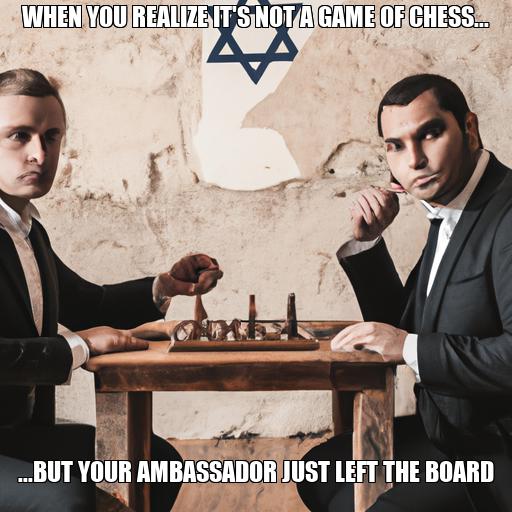 WHEN YOU REALIZE IT'S NOT A GAME OF CHESS...
...BUT YOUR AMBASSADOR JUST LEFT THE BOARD